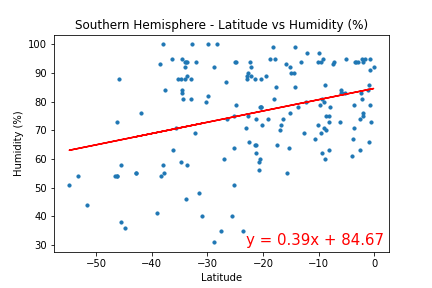 Southern Hemisphere - Latitude vs Humidity (%)
100
90
80
70
60
50
40
30
Humidity (%)
y = 0.39x + 84.67
−50 −40 −30 −20 −10 0
Latitude